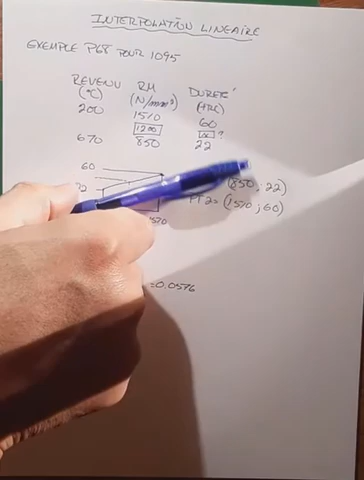 INTERPOLATION LINEAIRE
EXEMPLE P68 POUR 1095
REVENU RM DURETÉ
(°C) (N/mm²) (HRC)
200 1510 60
1200 ?
670 850 22
60
(850 ; 22)
PT 2 = (1510 ; 60)
=0.0576